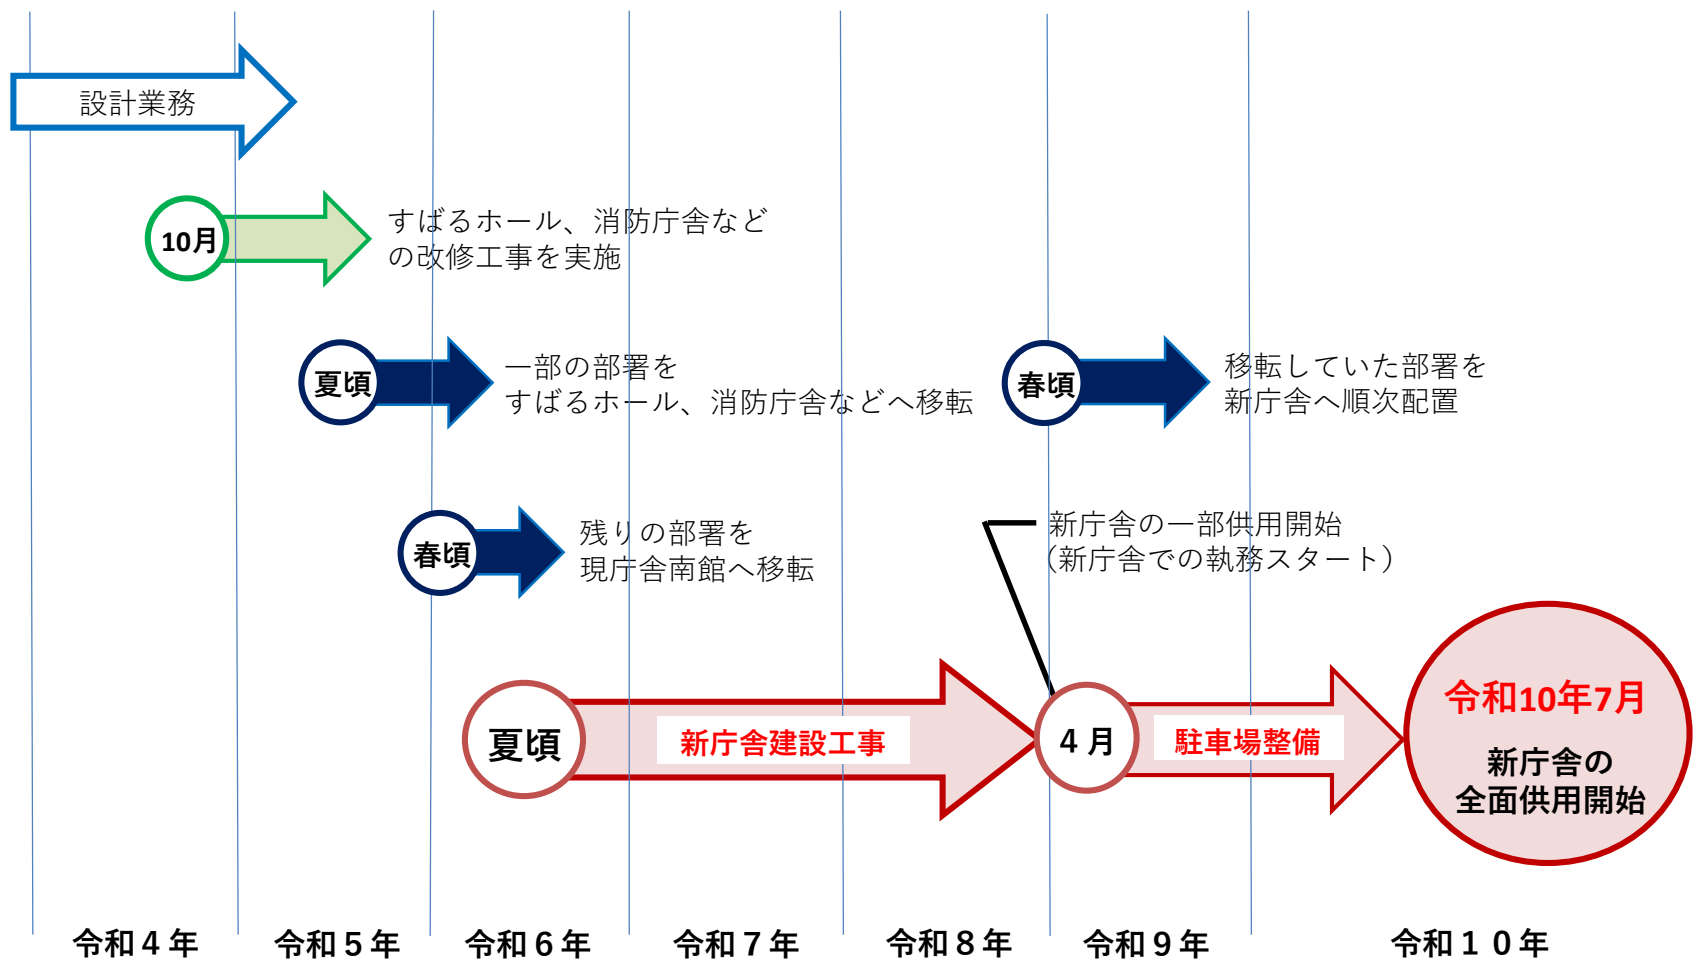 設計業務
10月
すばるホール、消防庁舎など
の改修工事を実施
夏頃
一部の部署を
すばるホール、消防庁舎などへ移転
春頃
移転していた部署を
新庁舎へ順次配置
春頃
残りの部署を
現庁舎南館へ移転
新庁舎の一部供用開始
（新庁舎での執務スタート）
夏頃
新庁舎建設工事
４月
駐車場整備
令和10年7月
新庁舎の
全面供用開始
令和４年
令和５年
令和６年
令和７年
令和８年
令和９年
令和１０年